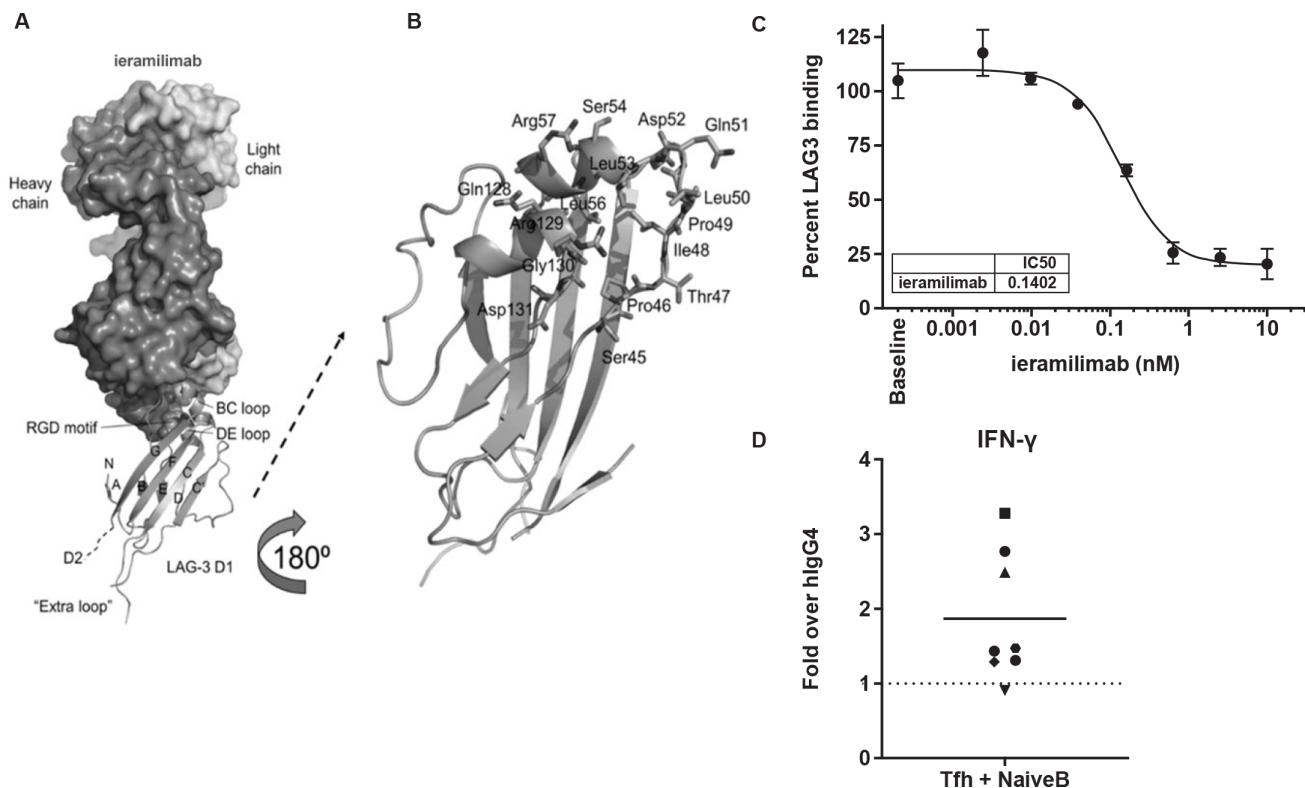 A
ieramilimab
Light
chain
Heavy
chain
BC loop
RGD motif
DE loop
G
F
N
A
C
B
E
D
C'
D2
LAG-3 D1
"Extra loop"
180º
B
Ser54
Arg57
Asp52
Gln51
Leu53
Gln128
Leu56
Leu50
Arg129
Pro49
Ile48
Gly130
Thr47
Asp131
Pro46
Ser45
C
Percent LAG3 binding
125
100
75
50
25
0
IC50
ieramilimab 0.1402
Baseline
0.001 0.01 0.1 1 10
ieramilimab (nM)
D
IFN-γ
Fold over hIgG4
4
3
2
1
0
Tfh + NaiveB